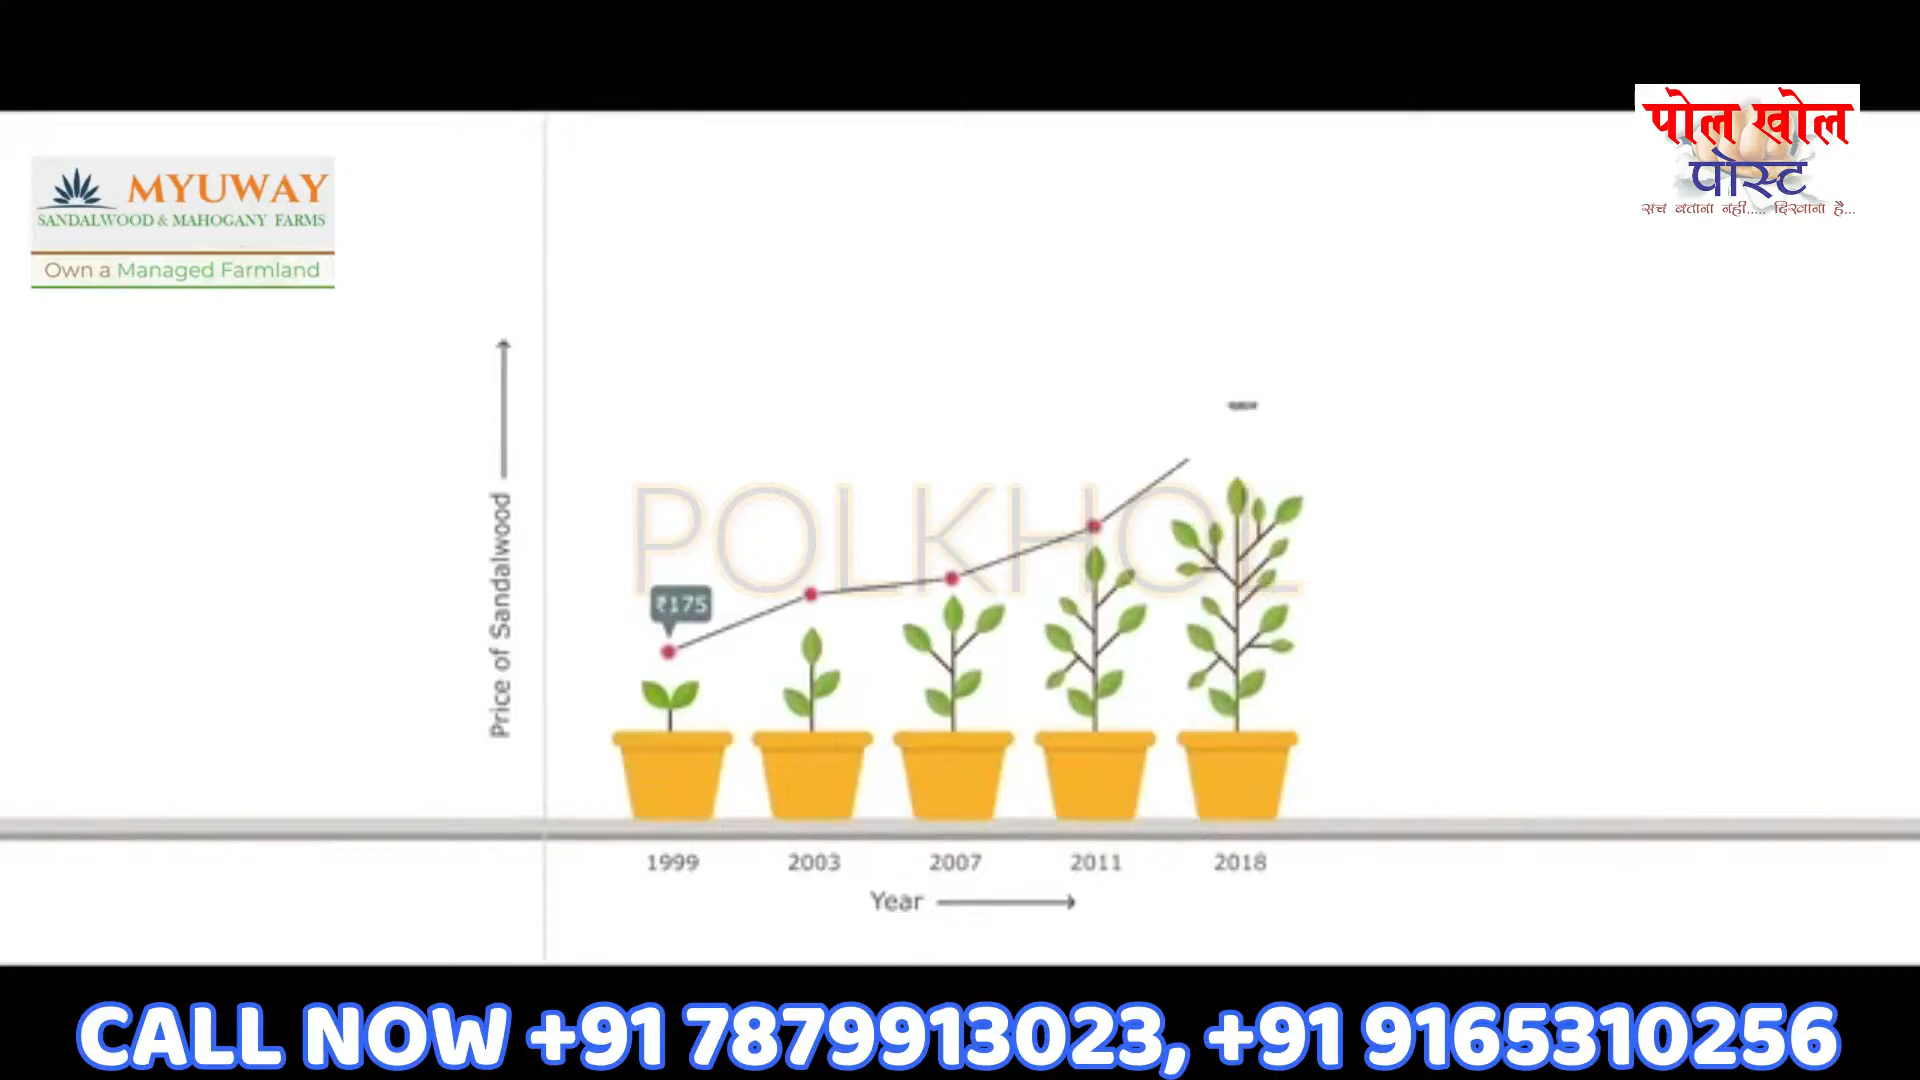 पोल खोल
पोस्ट
सच बताना नहीं..... दिखाना है...
MYUWAY
SANDALWOOD & MAHOGANY FARMS
Own a Managed Farmland
POLKHOL
₹175
Price of Sandalwood
1999 2003 2007 2011 2018
Year
CALL NOW +91 7879913023, +91 9165310256